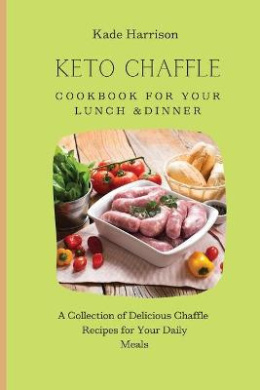 Kade Harrison
KETO CHAFFLE
COOKBOOK FOR YOUR
LUNCH &DINNER
A Collection of Delicious Chaffle
Recipes for Your Daily
Meals